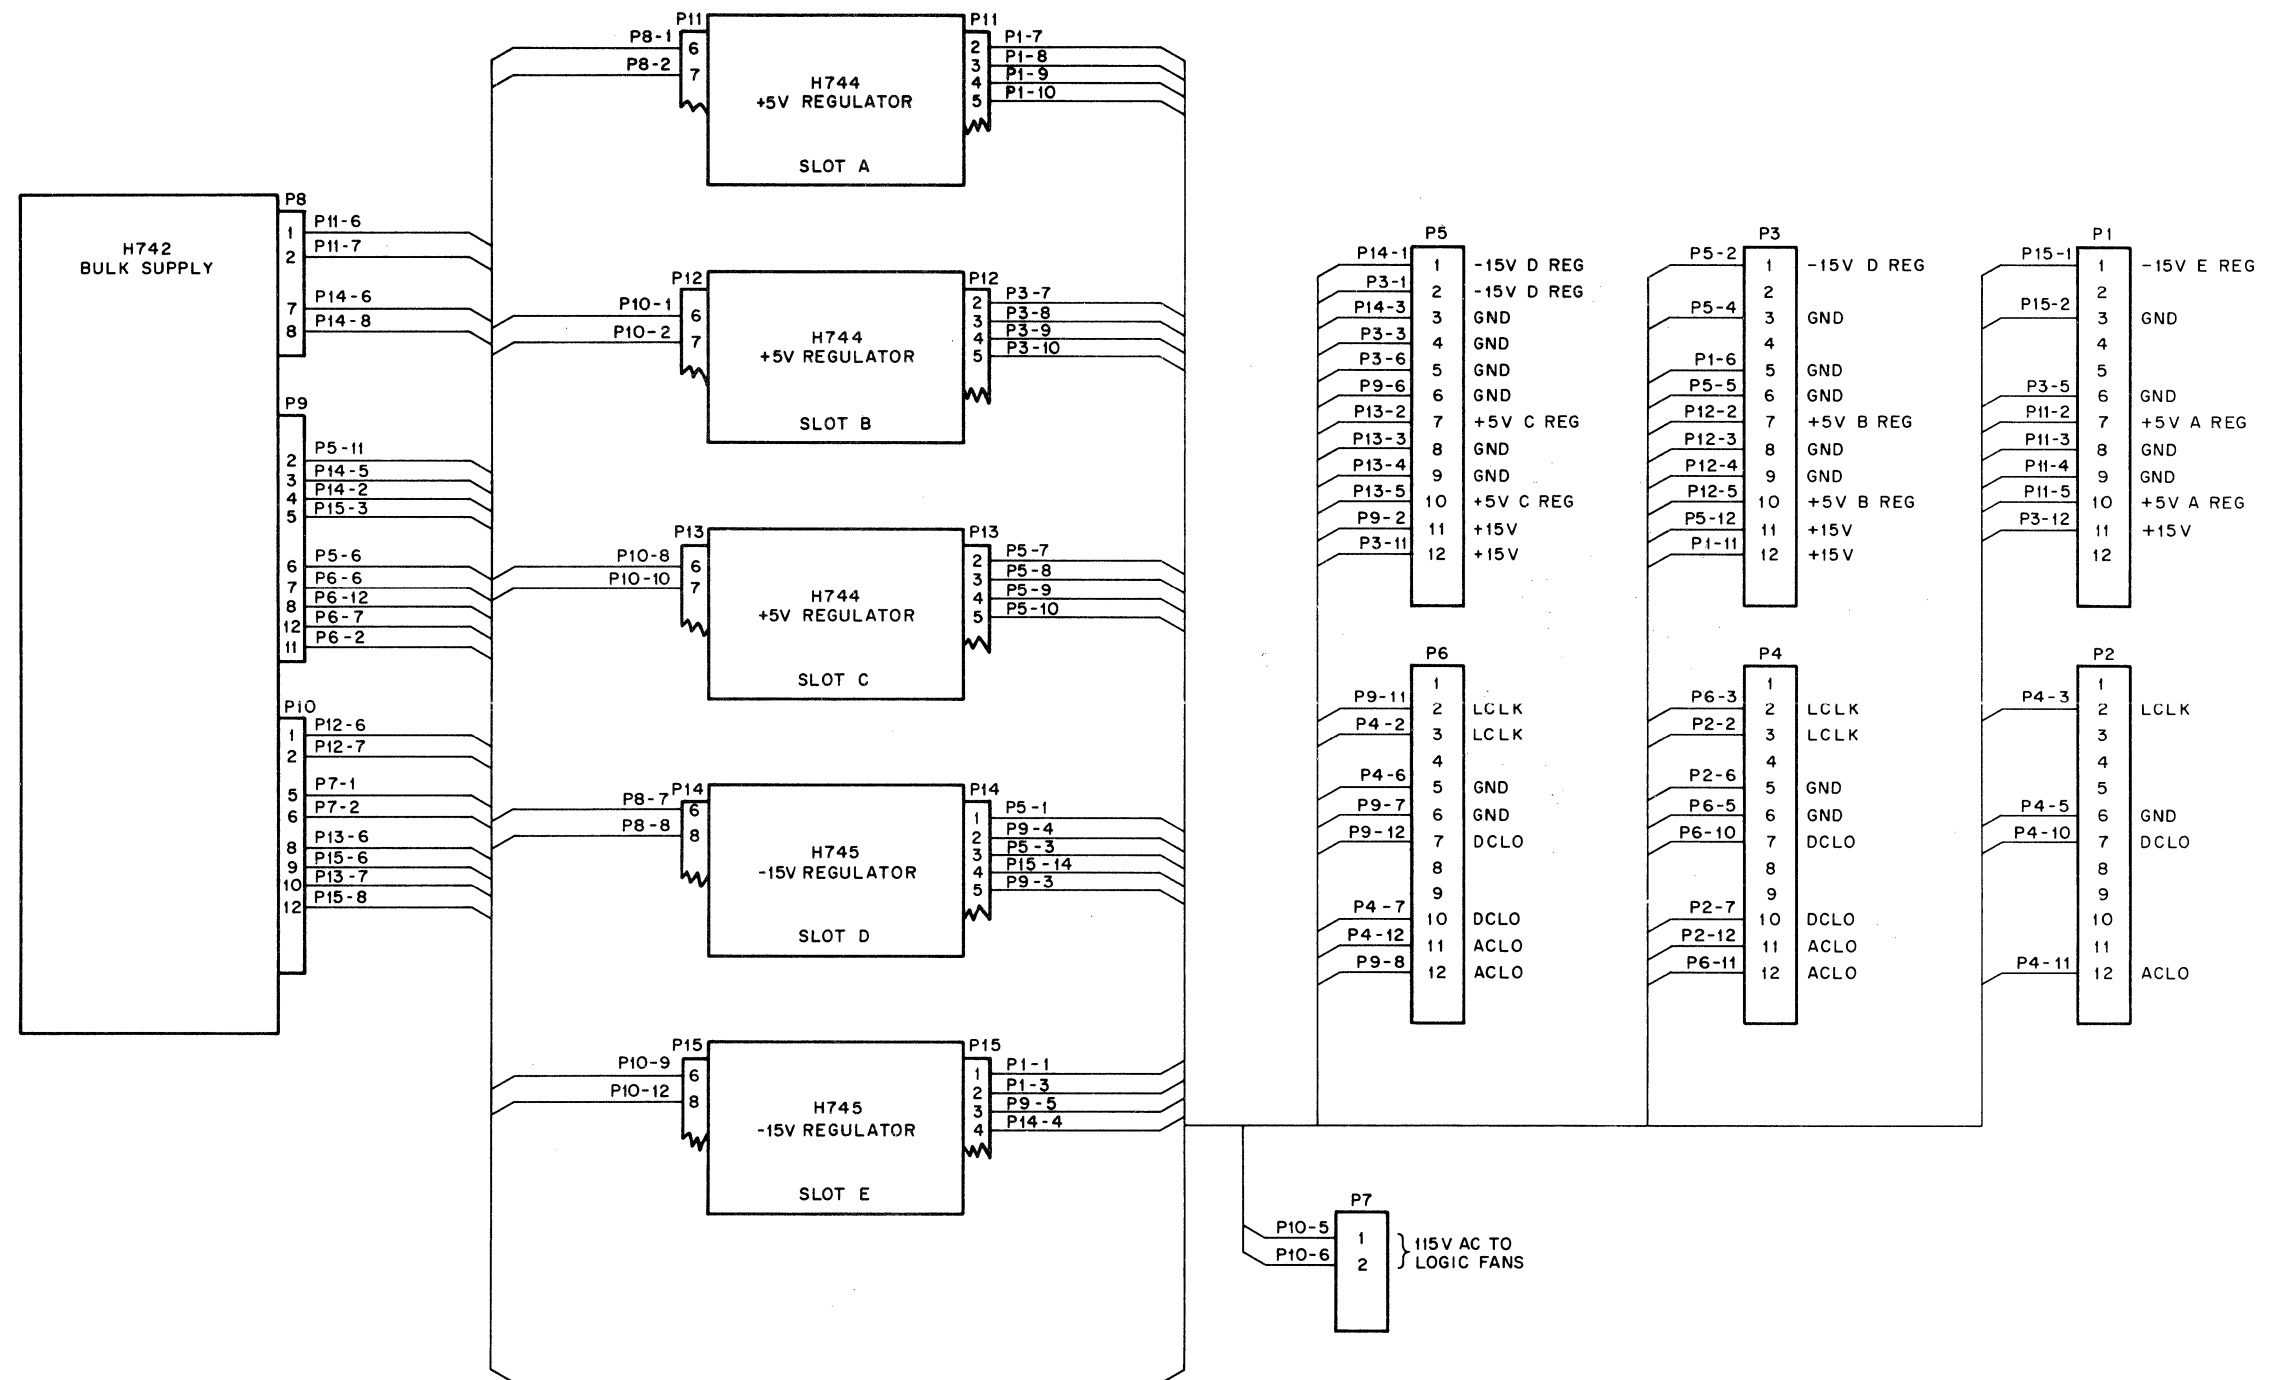 H742
BULK SUPPLY
P8
P11-6
1
P11-7
2
P14-6
7
P14-8
8
P9
P5-11
2
P14-5
3
P14-2
4
P15-3
5
P5-6
6
P6-6
7
P6-12
8
P6-7
12
P6-2
11
P10
P12-6
1
P12-7
2
P7-1
5
P7-2
6
P13-6
8
P15-6
9
P13-7
10
P15-8
12
P11
P11
P8-1
6
P8-2
7
H744
+5V REGULATOR
SLOT A
2
P1-7
3
P1-8
4
P1-9
5
P1-10
P12
P12
P10-1
6
P10-2
7
H744
+5V REGULATOR
SLOT B
2
P3-7
3
P3-8
4
P3-9
5
P3-10
P13
P13
P10-8
6
P10-10
7
H744
+5V REGULATOR
SLOT C
2
P5-7
3
P5-8
4
P5-9
5
P5-10
P14
P14
P8-7
6
P8-8
8
H745
-15V REGULATOR
SLOT D
1
P5-1
2
P9-4
3
P5-3
4
P15-14
5
P9-3
P15
P15
P10-9
6
P10-12
8
H745
-15V REGULATOR
SLOT E
1
P1-1
2
P1-3
3
P9-5
4
P14-4
P5
P14-1 1 -15V D REG
P3-1 2 -15V D REG
P14-3 3 GND
P3-3 4 GND
P3-6 5 GND
P9-6 6 GND
P13-2 7 +5V C REG
P13-3 8 GND
P13-4 9 GND
P13-5 10 +5V C REG
P9-2 11 +15V
P3-11 12 +15V
P3
P5-2 1 -15V D REG
2
P5-4 3 GND
4
P1-6 5 GND
P5-5 6 GND
P12-2 7 +5V B REG
P12-3 8 GND
P12-4 9 GND
P12-5 10 +5V B REG
P5-12 11 +15V
P1-11 12 +15V
P1
P15-1 1 -15V E REG
2
P15-2 3 GND
4
5
P3-5 6 GND
P11-2 7 +5V A REG
P11-3 8 GND
P11-4 9 GND
P11-5 10 +5V A REG
P3-12 11 +15V
12
P6
1
P9-11 2 LCLK
P4-2 3 LCLK
4
P4-6 5 GND
P9-7 6 GND
P9-12 7 DCLO
8
9
P4-7 10 DCLO
P4-12 11 ACLO
P9-8 12 ACLO
P4
1
P6-3 2 LCLK
P2-2 3 LCLK
4
P2-6 5 GND
P6-5 6 GND
P6-10 7 DCLO
8
9
P2-7 10 DCLO
P2-12 11 ACLO
P6-11 12 ACLO
P2
1
P4-3 2 LCLK
3
4
5
P4-5 6 GND
P4-10 7 DCLO
8
9
10
11
P4-11 12 ACLO
P7
P10-5 1
P10-6 2
115V AC TO
LOGIC FANS